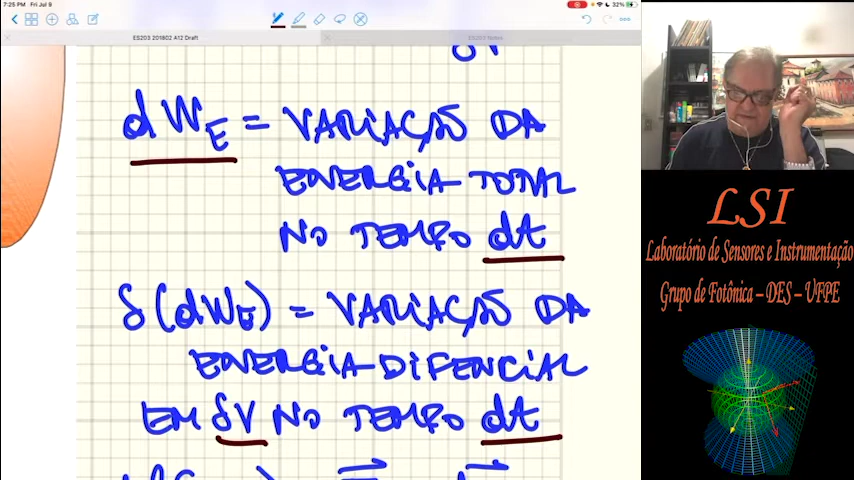 7:25 PM Fri Jul 9
32%
ES203 201802 A12 Draft
ES203 Notes
δV
dW_E = VARIAÇÃO DA
ENERGIA TOTAL
NO TEMPO dt
δ(dW_E) = VARIAÇÃO DA
ENERGIA DIFENCIAL
EM δV NO TEMPO dt
LSI
Laboratório de Sensores e Instrumentação
Grupo de Fotônica – DES – UFPE